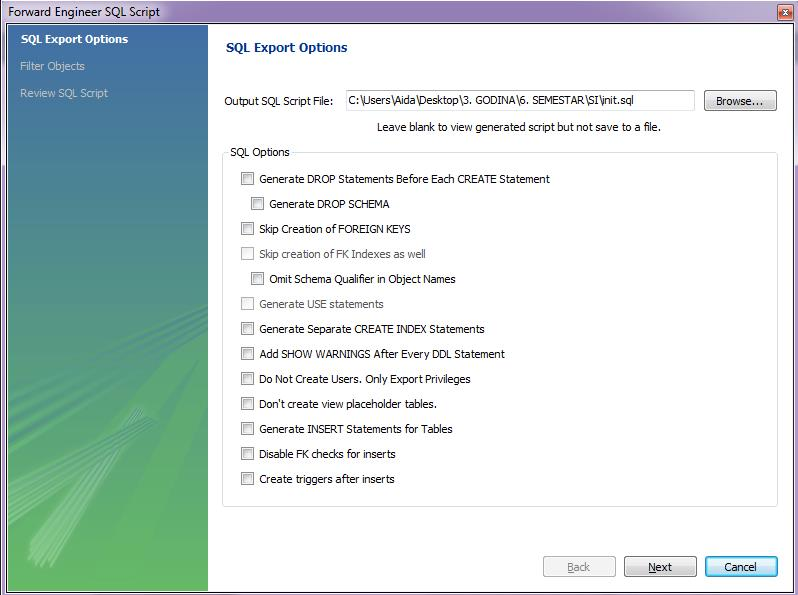 Forward Engineer SQL Script
SQL Export Options
Filter Objects
Review SQL Script
SQL Export Options
Output SQL Script File: C:\Users\Aida\Desktop\3. GODINA\6. SEMESTAR\SI\init.sql Browse...
Leave blank to view generated script but not save to a file.
SQL Options
Generate DROP Statements Before Each CREATE Statement
Generate DROP SCHEMA
Skip Creation of FOREIGN KEYS
Skip creation of FK Indexes as well
Omit Schema Qualifier in Object Names
Generate USE statements
Generate Separate CREATE INDEX Statements
Add SHOW WARNINGS After Every DDL Statement
Do Not Create Users. Only Export Privileges
Don't create view placeholder tables.
Generate INSERT Statements for Tables
Disable FK checks for inserts
Create triggers after inserts
Back Next Cancel